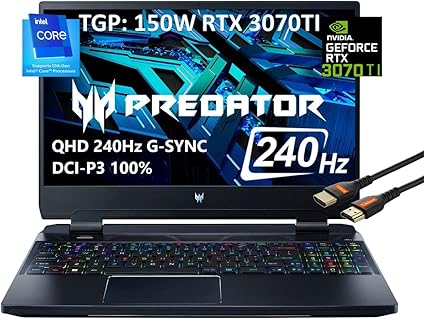 TGP: 150W RTX 3070TI
intel
CORE
Supports 12th Gen
Intel® Core™ Processors
NVIDIA
GEFORCE
RTX
3070 TI
PREDATOR
QHD 240Hz G-SYNC
DCI-P3 100%
240Hz